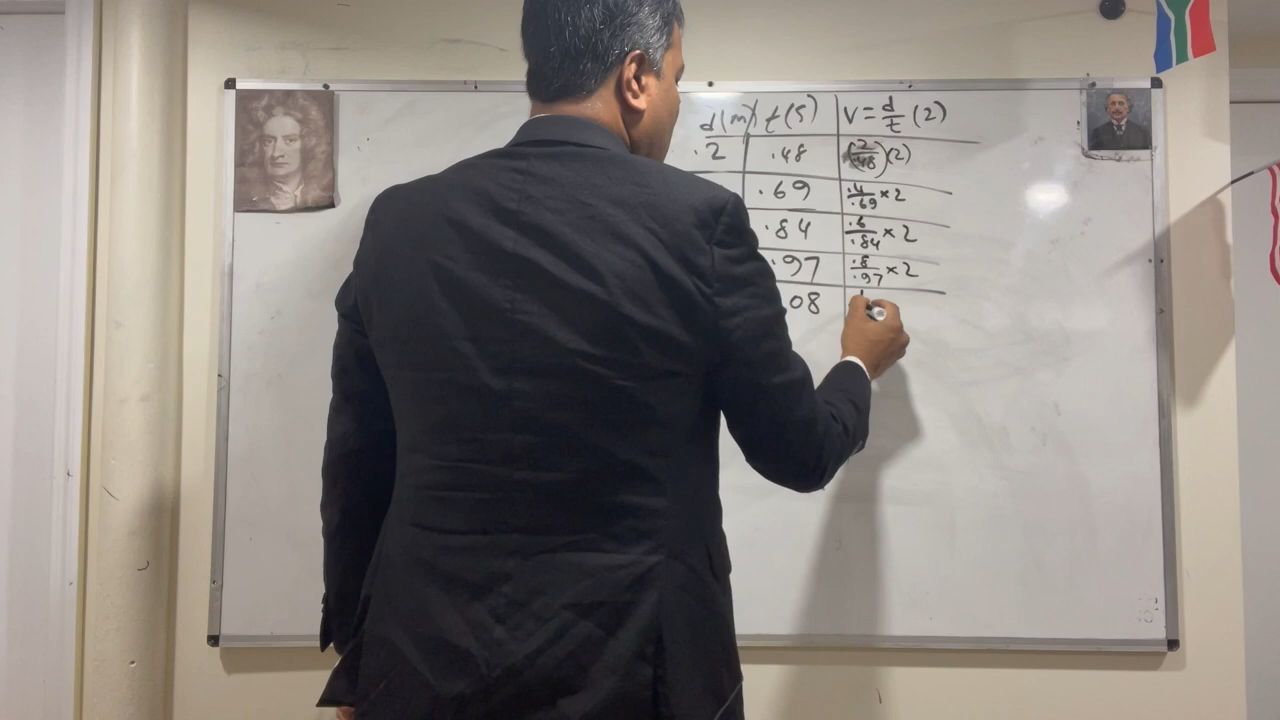 d(m) t(s) V = d/t (2)
.2 .48 (.2/.48)(2)
.69 .4/.69 × 2
.84 .6/.84 × 2
.97 .8/.97 × 2
08